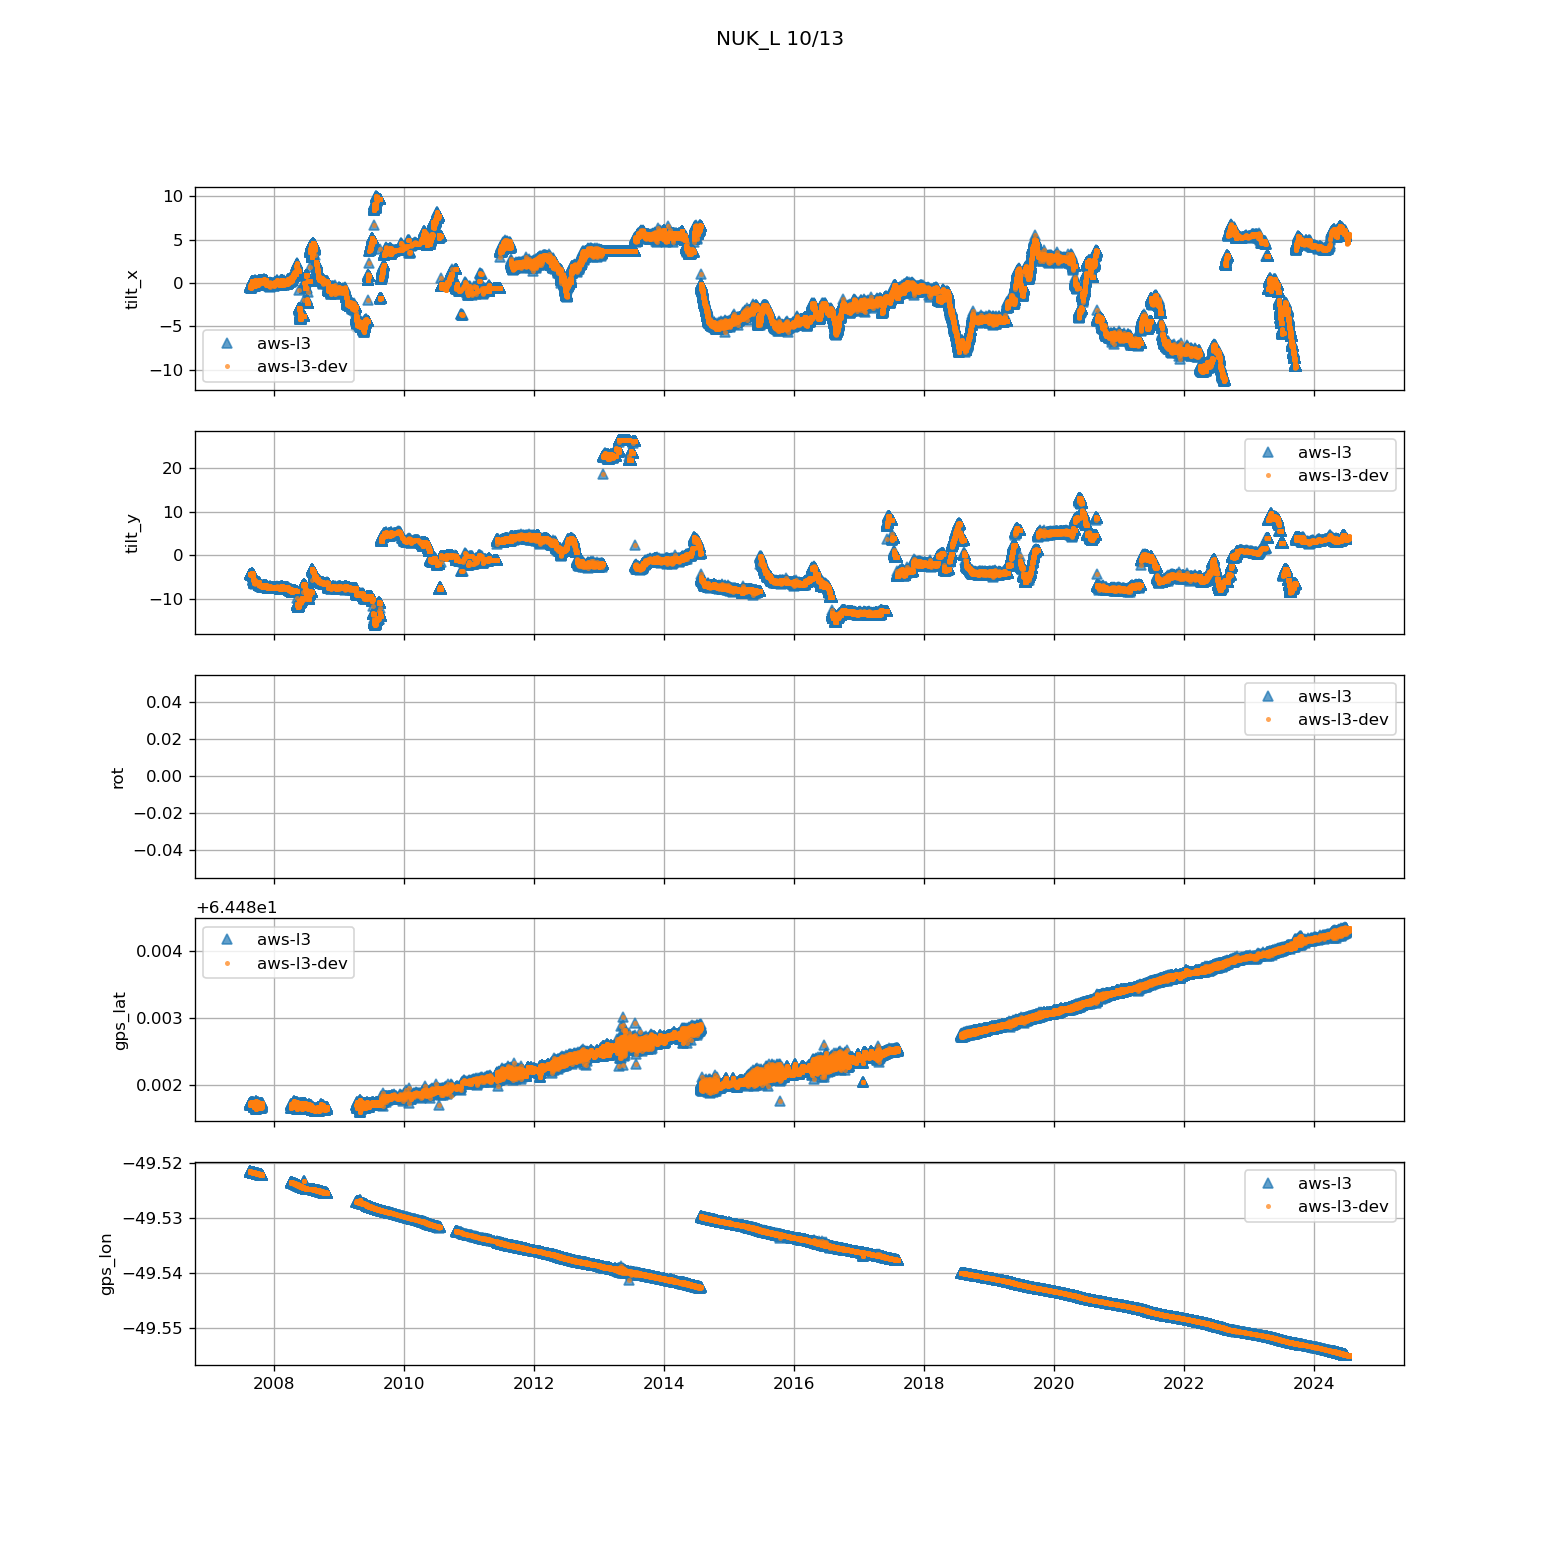 NUK_L 10/13
10
5
0
−5
−10
tilt_x
aws-l3
aws-l3-dev
20
10
0
−10
tilt_y
aws-l3
aws-l3-dev
0.04
0.02
0.00
−0.02
−0.04
rot
aws-l3
aws-l3-dev
+6.448e1
0.004
0.003
0.002
gps_lat
aws-l3
aws-l3-dev
−49.52
−49.53
−49.54
−49.55
gps_lon
aws-l3
aws-l3-dev
2008 2010 2012 2014 2016 2018 2020 2022 2024